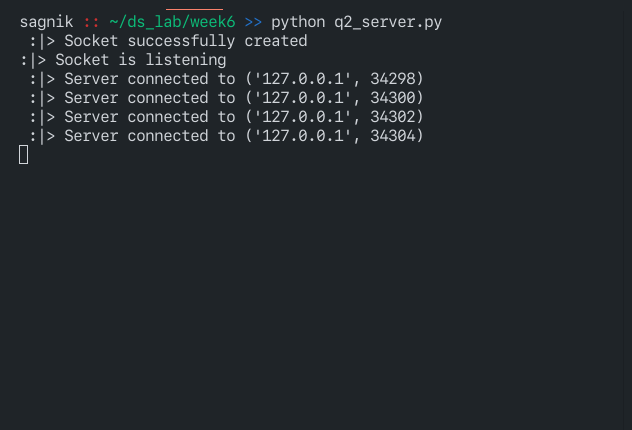 sagnik :: ~/ds_lab/week6 >> python q2_server.py
 :|> Socket successfully created
:|> Socket is listening
 :|> Server connected to ('127.0.0.1', 34298)
 :|> Server connected to ('127.0.0.1', 34300)
 :|> Server connected to ('127.0.0.1', 34302)
 :|> Server connected to ('127.0.0.1', 34304)